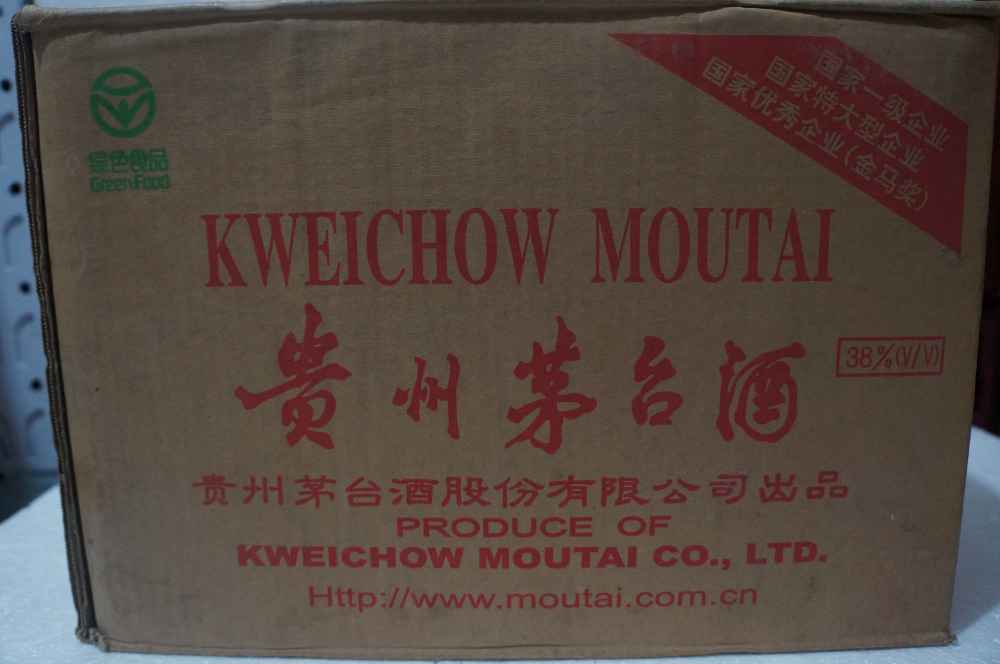 绿色食品
GreenFood
国家一级企业
国家特大型企业
国家优秀企业(金马奖)
KWEICHOW MOUTAI
贵州茅台酒
38%(V/V)
贵州茅台酒股份有限公司出品
PRODUCE OF
KWEICHOW MOUTAI CO., LTD.
Http://www.moutai.com.cn